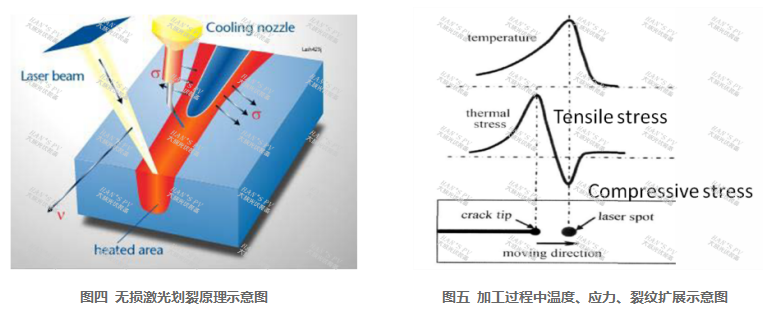 Cooling nozzle
Laser beam
σ
σ
v
heated area
图四 无损激光划裂原理示意图
temperature
thermal
stress
Tensile stress
Compressive stress
crack tip
laser spot
moving direction
图五 加工过程中温度、应力、裂纹扩展示意图